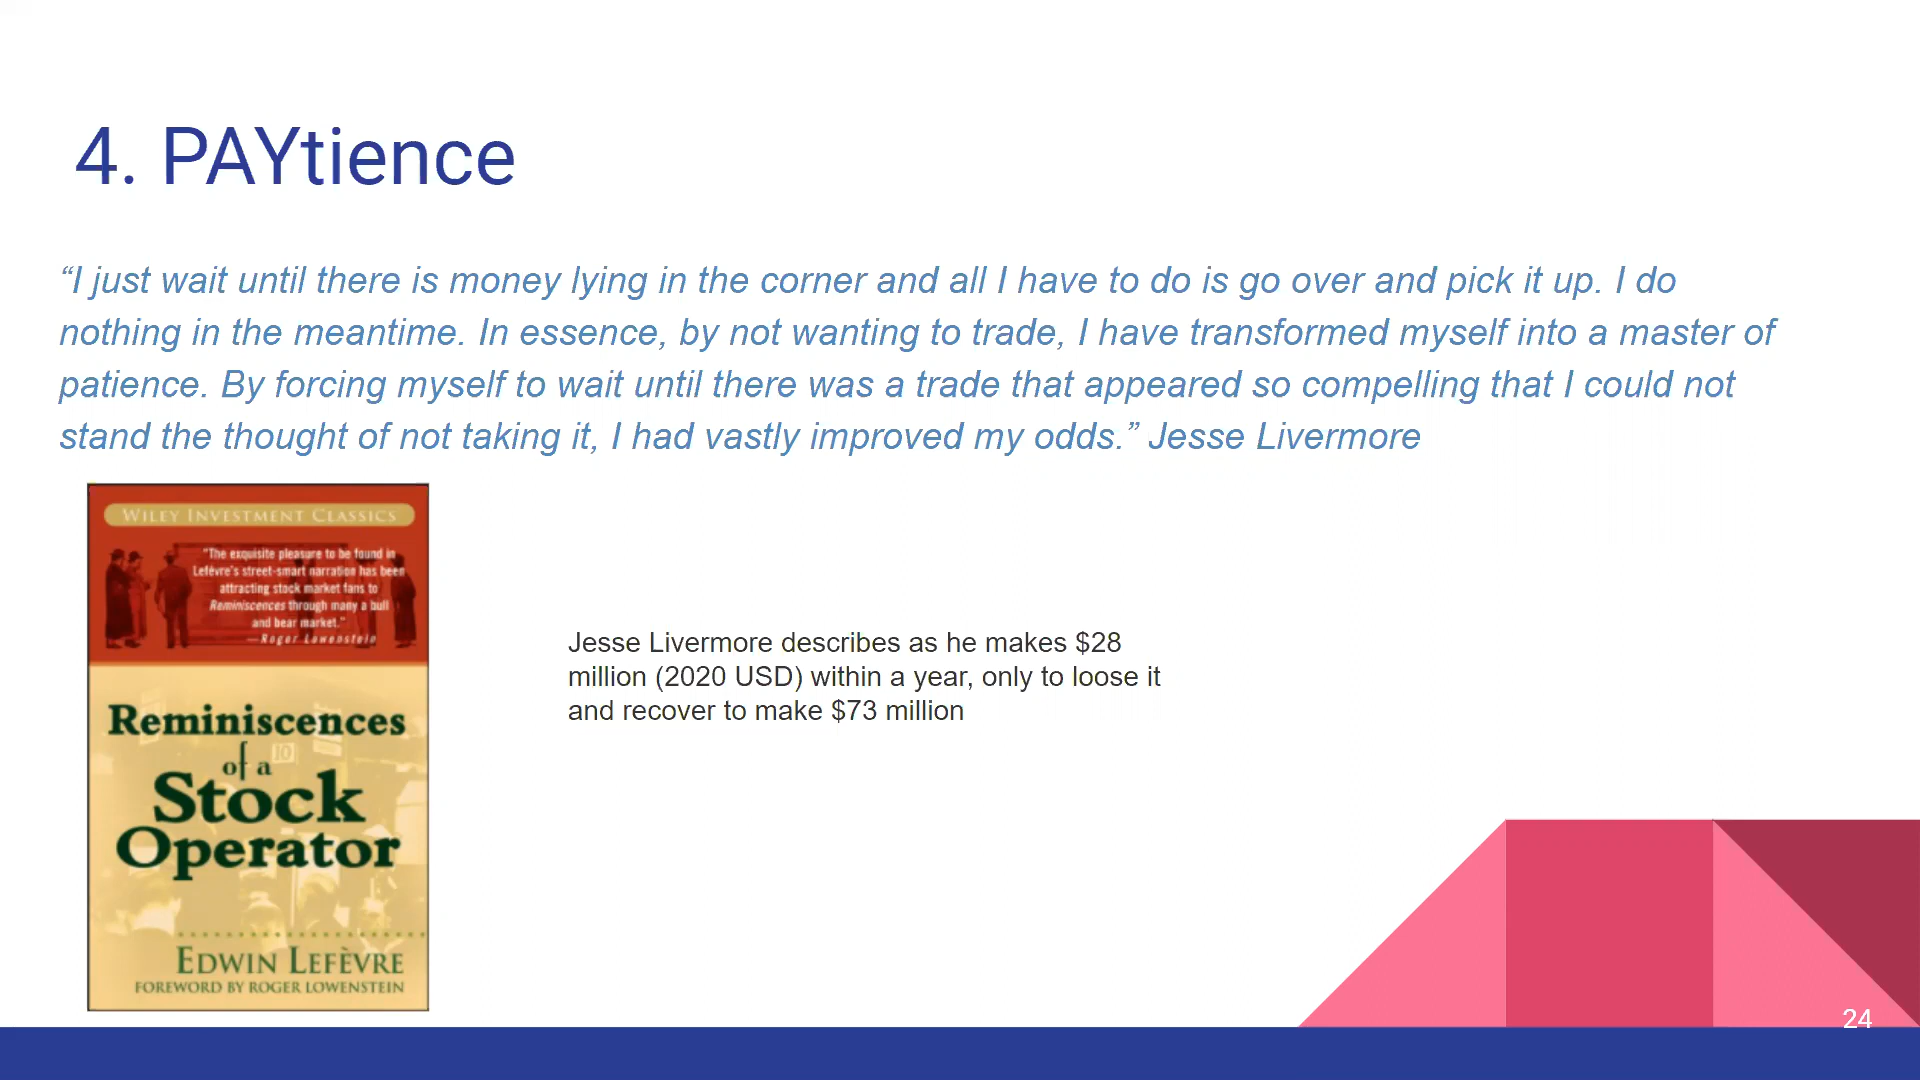 4. PAYtience
“I just wait until there is money lying in the corner and all I have to do is go over and pick it up. I do
nothing in the meantime. In essence, by not wanting to trade, I have transformed myself into a master of
patience. By forcing myself to wait until there was a trade that appeared so compelling that I could not
stand the thought of not taking it, I had vastly improved my odds.” Jesse Livermore
WILEY INVESTMENT CLASSICS
"The exquisite pleasure to be found in
Lefèvre's street-smart narration has been
attracting stock market fans to
Reminiscences through many a bull
and bear market."
—Roger Lowenstein
Reminiscences
of a
Stock
Operator
EDWIN LEFÈVRE
FOREWORD BY ROGER LOWENSTEIN
Jesse Livermore describes as he makes $28
million (2020 USD) within a year, only to loose it
and recover to make $73 million
24